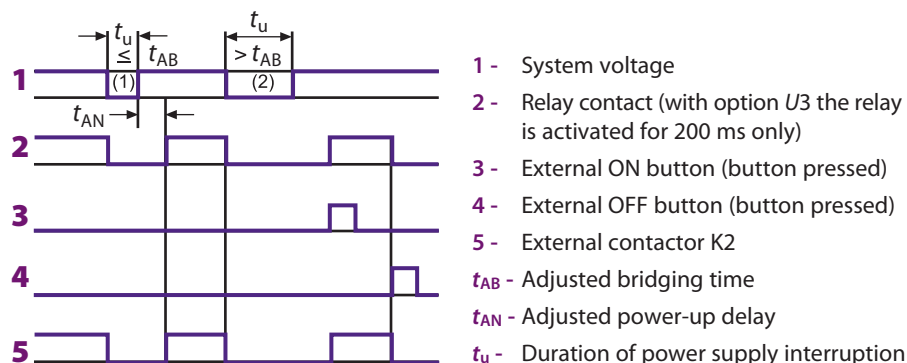 tu ≤ tAB
tu > tAB
1
(1)
(2)
tAN
2
3
4
5
1 - System voltage
2 - Relay contact (with option U3 the relay
is activated for 200 ms only)
3 - External ON button (button pressed)
4 - External OFF button (button pressed)
5 - External contactor K2
tAB - Adjusted bridging time
tAN - Adjusted power-up delay
tu - Duration of power supply interruption